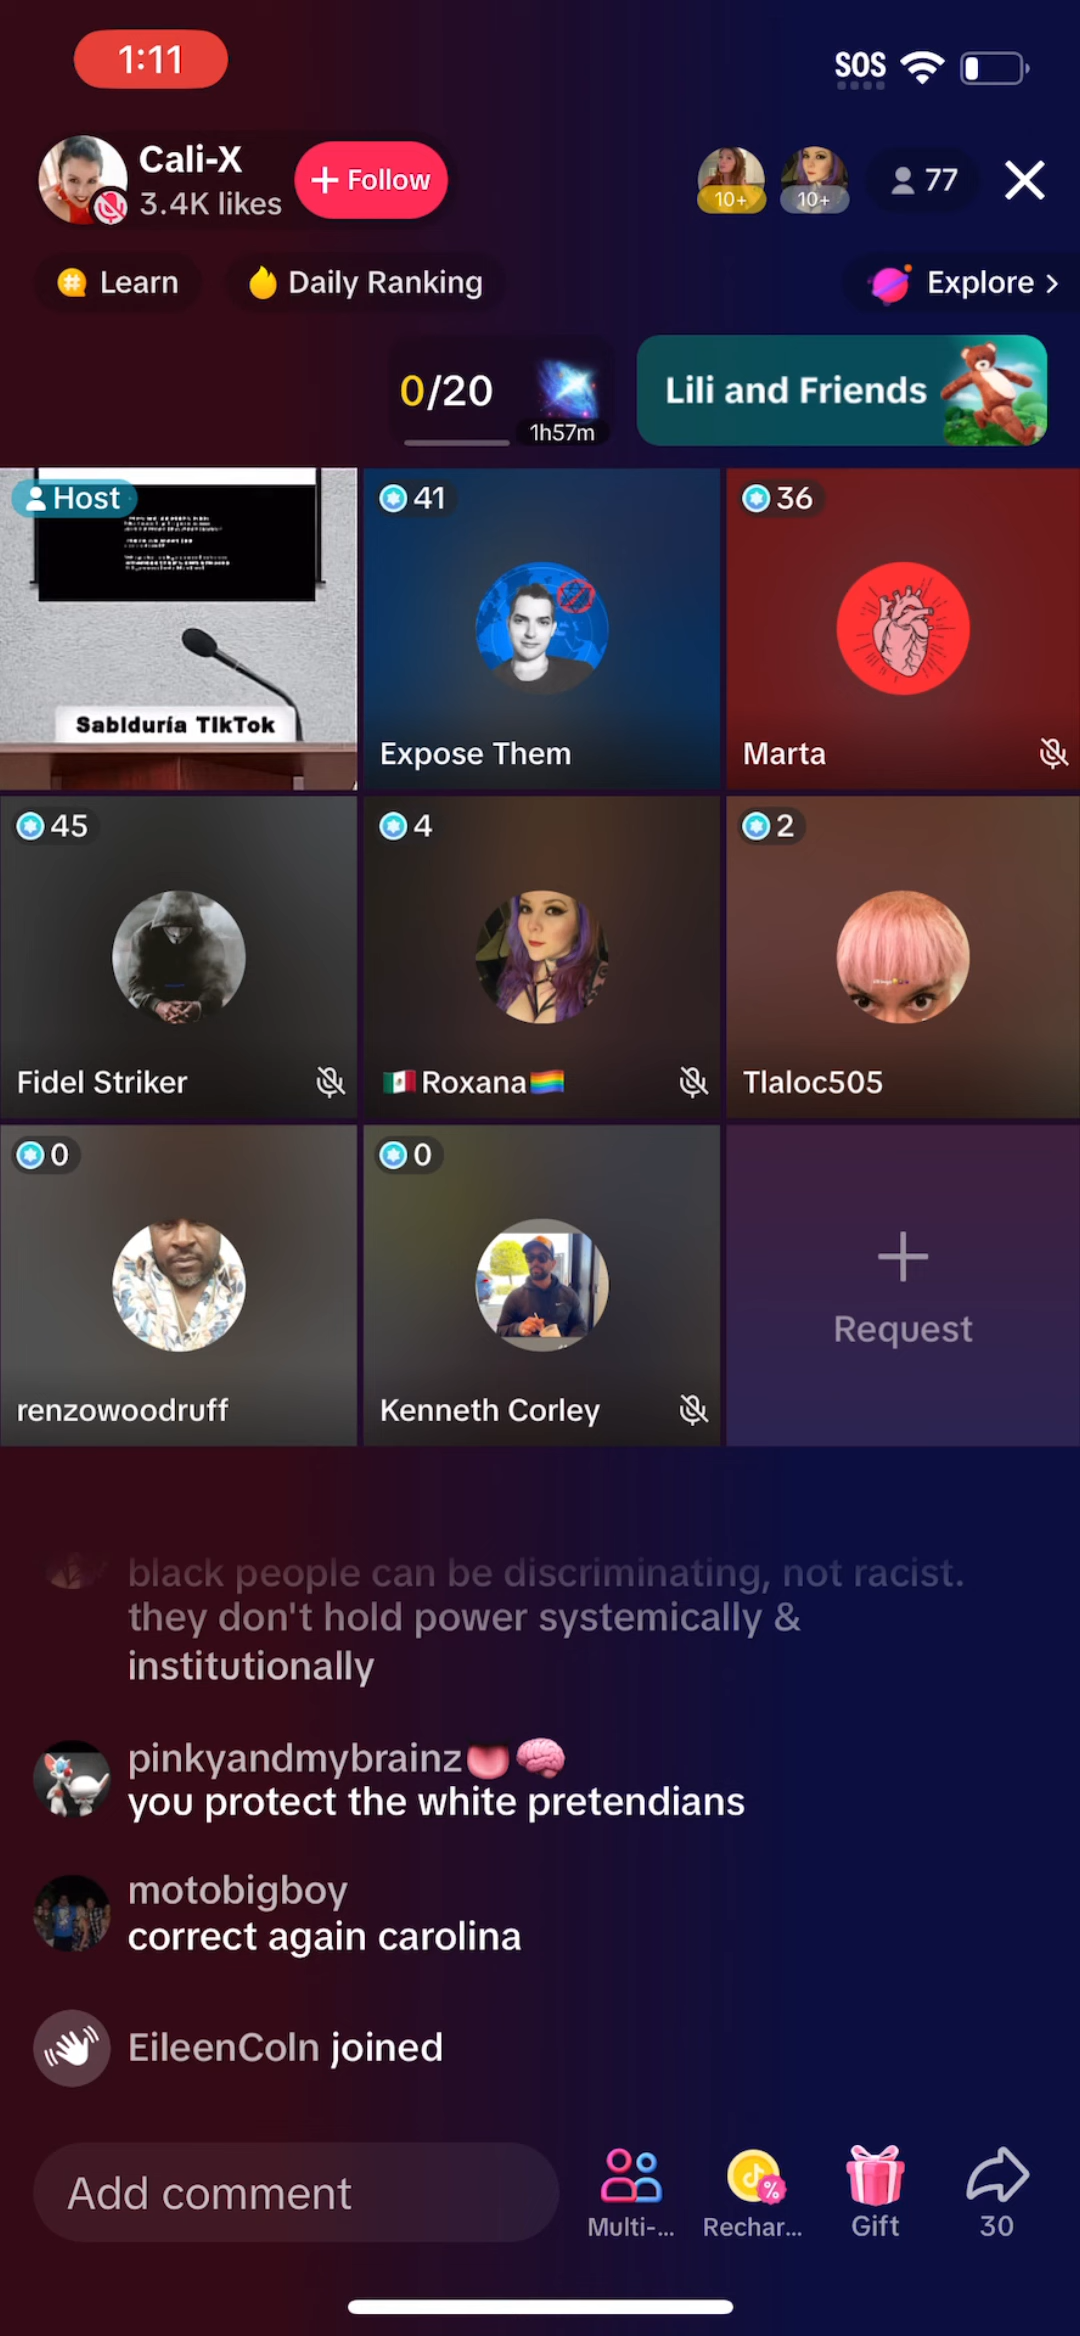 1:11
SOS
Cali-X
3.4K likes
+ Follow
10+
10+
77
Learn
Daily Ranking
Explore >
0/20
1h57m
Lili and Friends
Host
Sabiduría TikTok
41
Expose Them
36
Marta
45
Fidel Striker
4
🇲🇽Roxana🏳️‍🌈
2
Tlaloc505
0
renzowoodruff
0
Kenneth Corley
Request
black people can be discriminating, not racist.
they don't hold power systemically &
institutionally
pinkyandmybrainz👅🧠
you protect the white pretendians
motobigboy
correct again carolina
EileenColn joined
Add comment
Multi-...
Rechar...
Gift
30